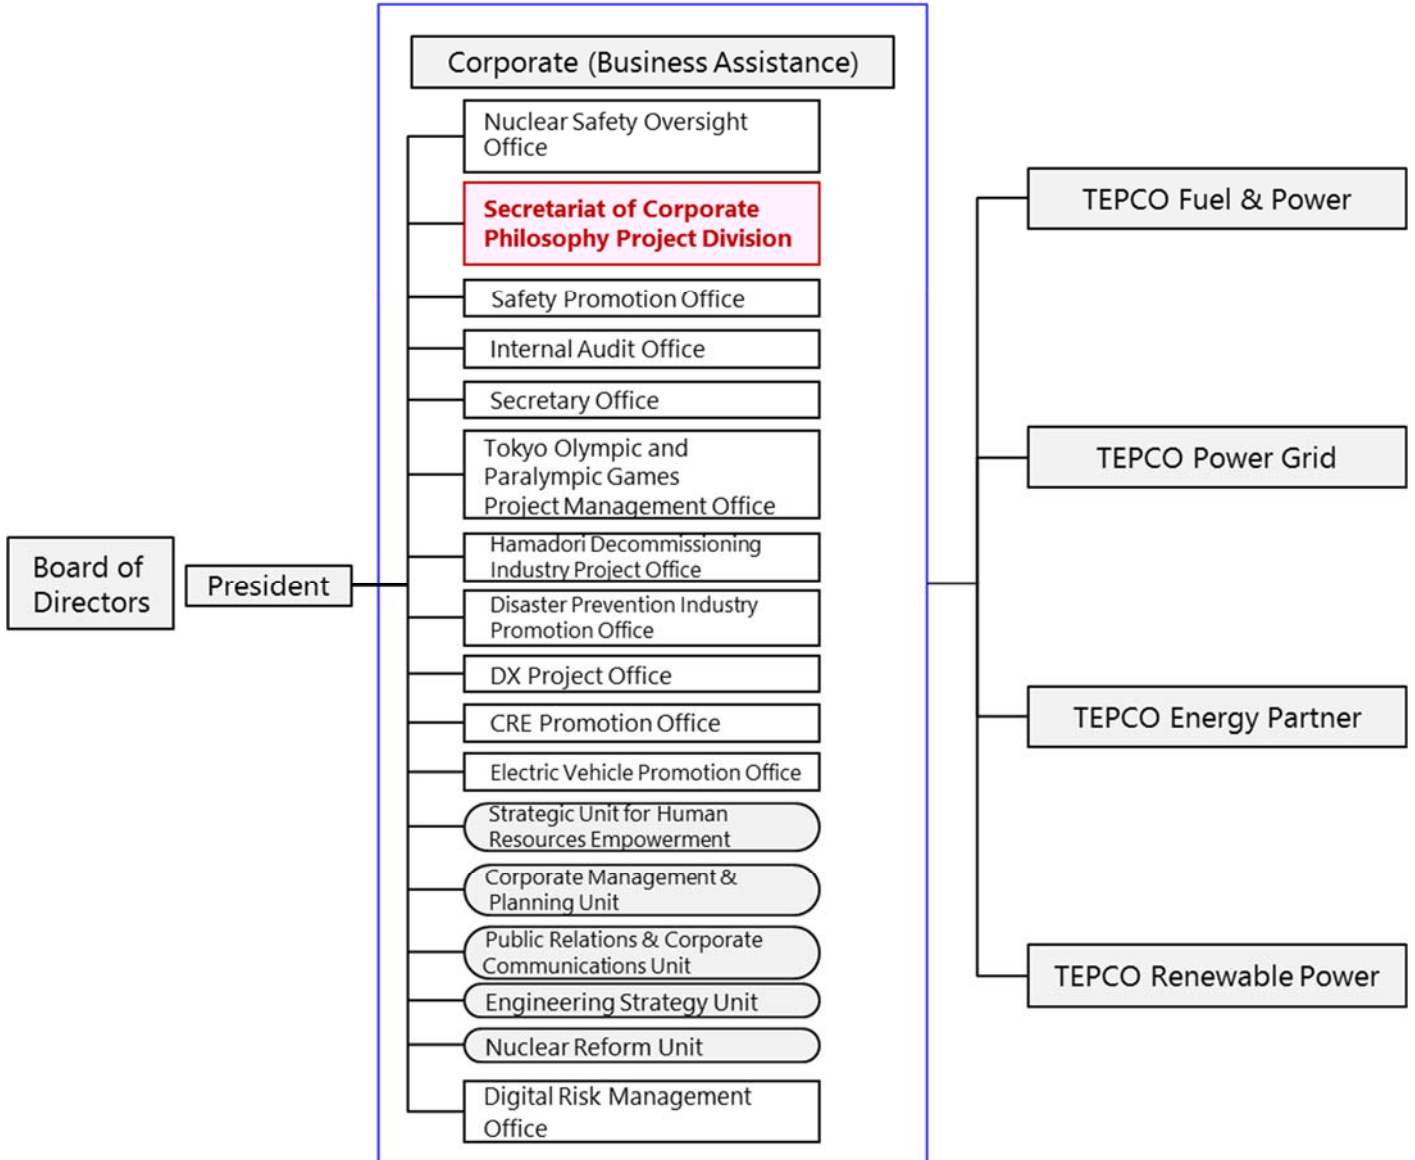 Corporate (Business Assistance)
Nuclear Safety Oversight
Office
Secretariat of Corporate
Philosophy Project Division
Safety Promotion Office
Internal Audit Office
Secretary Office
Tokyo Olympic and
Paralympic Games
Project Management Office
Hamadori Decommissioning
Industry Project Office
Disaster Prevention Industry
Promotion Office
DX Project Office
CRE Promotion Office
Electric Vehicle Promotion Office
Strategic Unit for Human
Resources Empowerment
Corporate Management &
Planning Unit
Public Relations & Corporate
Communications Unit
Engineering Strategy Unit
Nuclear Reform Unit
Digital Risk Management
Office
Board of
Directors
President
TEPCO Fuel & Power
TEPCO Power Grid
TEPCO Energy Partner
TEPCO Renewable Power